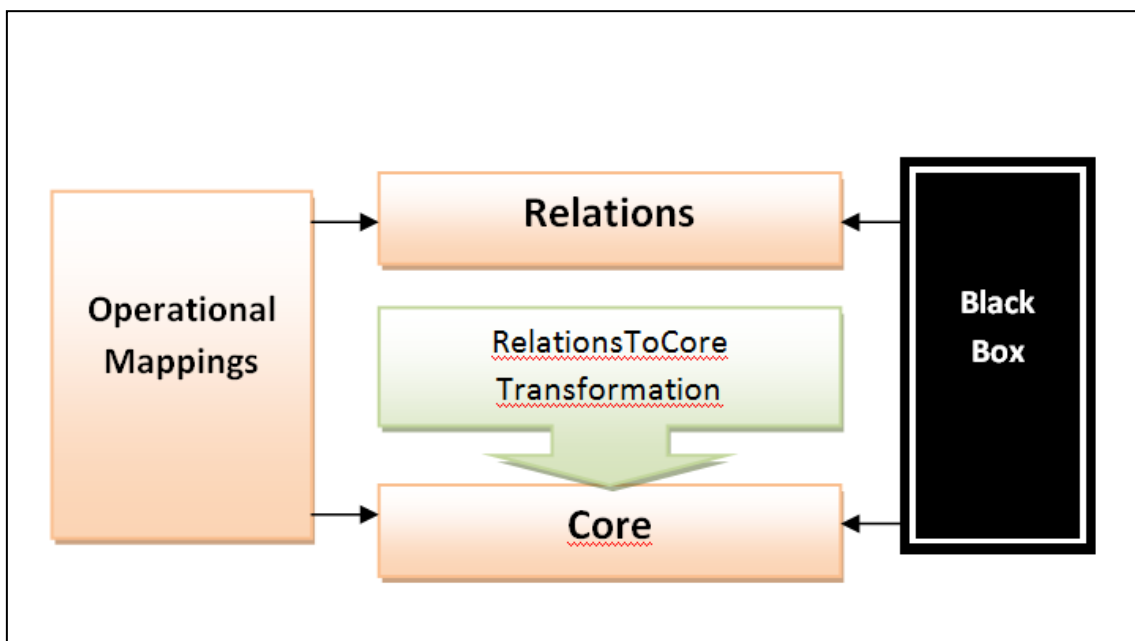 Relations
Operational
Mappings
RelationsToCore
Transformation
Black
Box
Core